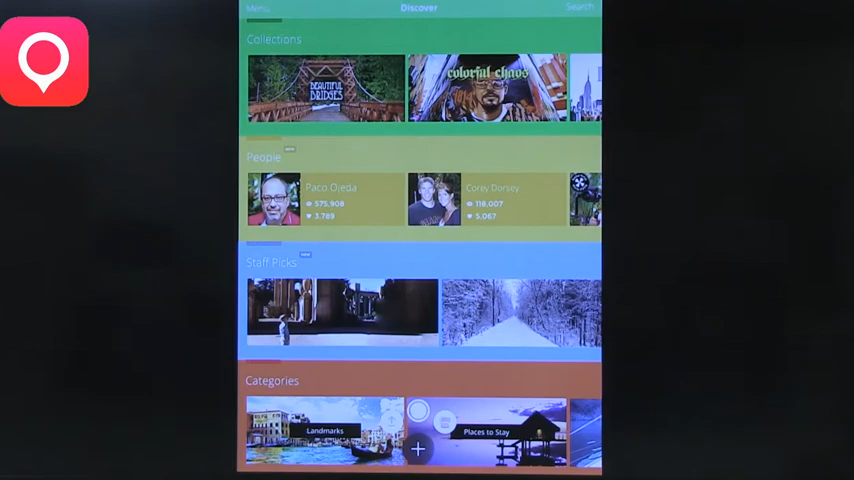 Menu
Discover
Search
Collections
BEAUTIFUL
BRIDGES
colorful chaos
People
NEW
Paco Ojeda
575,908
3,789
Corey Dorsey
118,007
5,067
Staff Picks
NEW
Categories
Landmarks
Places to Stay